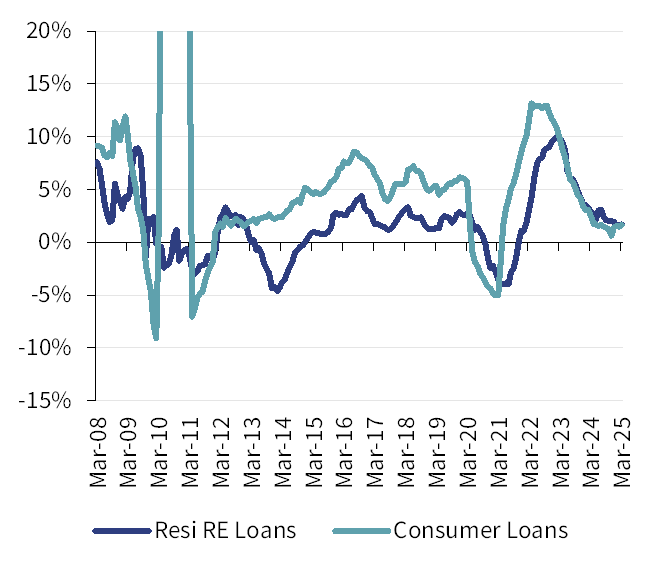 20%
15%
10%
5%
0%
-5%
-10%
-15%
Mar-08
Mar-09
Mar-10
Mar-11
Mar-12
Mar-13
Mar-14
Mar-15
Mar-16
Mar-17
Mar-18
Mar-19
Mar-20
Mar-21
Mar-22
Mar-23
Mar-24
Mar-25
Resi RE Loans
Consumer Loans